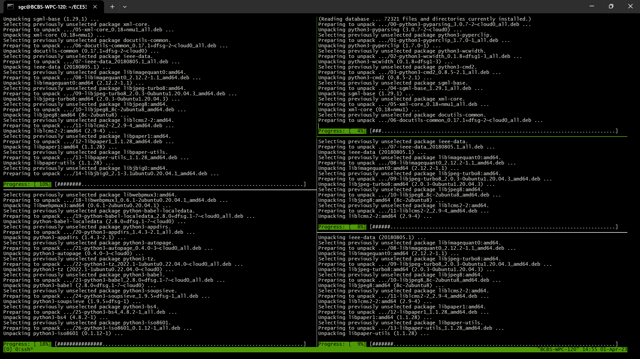 sgc@BCBS-WPC-120: ~/ECE5:
Unpacking sgml-base (1.29.1) ...
Selecting previously unselected package xml-core.
Preparing to unpack .../05-xml-core_0.18+nmu1_all.deb ...
Unpacking xml-core (0.18+nmu1) ...
Selecting previously unselected package docutils-common.
Preparing to unpack .../06-docutils-common_0.17.1+dfsg-2~cloud0_all.deb ...
Unpacking docutils-common (0.17.1+dfsg-2~cloud0) ...
Selecting previously unselected package ieee-data.
Preparing to unpack .../07-ieee-data_20180805.1_all.deb ...
Unpacking ieee-data (20180805.1) ...
Selecting previously unselected package libimagequant0:amd64.
Preparing to unpack .../08-libimagequant0_2.12.2-1.1_amd64.deb ...
Unpacking libimagequant0:amd64 (2.12.2-1.1) ...
Selecting previously unselected package libjpeg-turbo8:amd64.
Preparing to unpack .../09-libjpeg-turbo8_2.0.3-0ubuntu1.20.04.3_amd64.deb ...
Unpacking libjpeg-turbo8:amd64 (2.0.3-0ubuntu1.20.04.3) ...
Selecting previously unselected package libjpeg8:amd64.
Preparing to unpack .../10-libjpeg8_8c-2ubuntu8_amd64.deb ...
Unpacking libjpeg8:amd64 (8c-2ubuntu8) ...
Selecting previously unselected package liblcms2-2:amd64.
Preparing to unpack .../11-liblcms2-2_2.9-4_amd64.deb ...
Unpacking liblcms2-2:amd64 (2.9-4) ...
Selecting previously unselected package libpaper1:amd64.
Preparing to unpack .../12-libpaper1_1.1.28_amd64.deb ...
Unpacking libpaper1:amd64 (1.1.28) ...
Selecting previously unselected package libpaper-utils.
Preparing to unpack .../13-libpaper-utils_1.1.28_amd64.deb ...
Unpacking libpaper-utils (1.1.28) ...
Selecting previously unselected package libjbig0:amd64.
Preparing to unpack .../14-libjbig0_2.1-3.1ubuntu0.20.04.1_amd64.deb ...
Progress: [ 10%]
Selecting previously unselected package libwebpmux3:amd64.
Preparing to unpack .../18-libwebpmux3_0.6.1-2ubuntu0.20.04.1_amd64.deb ...
Unpacking libwebpmux3:amd64 (0.6.1-2ubuntu0.20.04.1) ...
Selecting previously unselected package python-babel-localedata.
Preparing to unpack .../19-python-babel-localedata_2.8.0+dfsg.1-7~cloud0_all.deb ...
Unpacking python-babel-localedata (2.8.0+dfsg.1-7~cloud0) ...
Selecting previously unselected package python3-appdirs.
Preparing to unpack .../20-python3-appdirs_1.4.3-2.1_all.deb ...
Unpacking python3-appdirs (1.4.3-2.1) ...
Selecting previously unselected package python3-autopage.
Preparing to unpack .../21-python3-autopage_0.4.0-3~cloud0_all.deb ...
Unpacking python3-autopage (0.4.0-3~cloud0) ...
Selecting previously unselected package python3-tz.
Preparing to unpack .../22-python3-tz_2022.1-1ubuntu0.22.04.0~cloud0_all.deb ...
Unpacking python3-tz (2022.1-1ubuntu0.22.04.0~cloud0) ...
Selecting previously unselected package python3-babel.
Preparing to unpack .../23-python3-babel_2.8.0+dfsg.1-7~cloud0_all.deb ...
Unpacking python3-babel (2.8.0+dfsg.1-7~cloud0) ...
Selecting previously unselected package python3-soupsieve.
Preparing to unpack .../24-python3-soupsieve_1.9.5+dfsg-1_all.deb ...
Unpacking python3-soupsieve (1.9.5+dfsg-1) ...
Selecting previously unselected package python3-bs4.
Preparing to unpack .../25-python3-bs4_4.8.2-1_all.deb ...
Unpacking python3-bs4 (4.8.2-1) ...
Selecting previously unselected package python3-iso8601.
Preparing to unpack .../26-python3-iso8601_0.1.12-1_all.deb ...
Unpacking python3-iso8601 (0.1.12-1) ...
Progress: [ 18%]
(Reading database ... 72321 files and directories currently installed.)
Preparing to unpack .../00-python3-pyparsing_3.0.7-2~cloud0_all.deb ...
Unpacking python3-pyparsing (3.0.7-2~cloud0) ...
Selecting previously unselected package python3-pyperclip.
Preparing to unpack .../01-python3-pyperclip_1.7.0-1_all.deb ...
Unpacking python3-pyperclip (1.7.0-1) ...
Selecting previously unselected package python3-wcwidth.
Preparing to unpack .../02-python3-wcwidth_0.1.8+dfsg1-3_all.deb ...
Unpacking python3-wcwidth (0.1.8+dfsg1-3) ...
Selecting previously unselected package python3-cmd2.
Preparing to unpack .../03-python3-cmd2_0.8.5-2.1_all.deb ...
Unpacking python3-cmd2 (0.8.5-2.1) ...
Selecting previously unselected package sgml-base.
Preparing to unpack .../04-sgml-base_1.29.1_all.deb ...
Unpacking sgml-base (1.29.1) ...
Selecting previously unselected package xml-core.
Preparing to unpack .../05-xml-core_0.18+nmu1_all.deb ...
Unpacking xml-core (0.18+nmu1) ...
Selecting previously unselected package docutils-common.
Preparing to unpack .../06-docutils-common_0.17.1+dfsg-2~cloud0_all.deb ...
Selecting previously unselected package ieee-data.
Preparing to unpack .../07-ieee-data_20180805.1_all.deb ...
Unpacking ieee-data (20180805.1) ...
Selecting previously unselected package libimagequant0:amd64.
Preparing to unpack .../08-libimagequant0_2.12.2-1.1_amd64.deb ...
Unpacking libimagequant0:amd64 (2.12.2-1.1) ...
Selecting previously unselected package libjpeg-turbo8:amd64.
Preparing to unpack .../09-libjpeg-turbo8_2.0.3-0ubuntu1.20.04.3_amd64.deb ...
Unpacking libjpeg-turbo8:amd64 (2.0.3-0ubuntu1.20.04.3) ...
Selecting previously unselected package libjpeg8:amd64.
Preparing to unpack .../10-libjpeg8_8c-2ubuntu8_amd64.deb ...
Unpacking libjpeg8:amd64 (8c-2ubuntu8) ...
Selecting previously unselected package liblcms2-2:amd64.
Preparing to unpack .../11-liblcms2-2_2.9-4_amd64.deb ...
Unpacking liblcms2-2:amd64 (2.9-4) ...
Unpacking ieee-data (20180805.1) ...
Selecting previously unselected package libimagequant0:amd64.
Preparing to unpack .../08-libimagequant0_2.12.2-1.1_amd64.deb ...
Unpacking libimagequant0:amd64 (2.12.2-1.1) ...
Selecting previously unselected package libjpeg-turbo8:amd64.
Preparing to unpack .../09-libjpeg-turbo8_2.0.3-0ubuntu1.20.04.3_amd64.deb ...
Unpacking libjpeg-turbo8:amd64 (2.0.3-0ubuntu1.20.04.3) ...
Selecting previously unselected package libjpeg8:amd64.
Preparing to unpack .../10-libjpeg8_8c-2ubuntu8_amd64.deb ...
Unpacking libjpeg8:amd64 (8c-2ubuntu8) ...
Selecting previously unselected package liblcms2-2:amd64.
Preparing to unpack .../11-liblcms2-2_2.9-4_amd64.deb ...
Unpacking liblcms2-2:amd64 (2.9-4) ...
Selecting previously unselected package libpaper1:amd64.
Preparing to unpack .../12-libpaper1_1.1.28_amd64.deb ...
Unpacking libpaper1:amd64 (1.1.28) ...
Selecting previously unselected package libpaper-utils.
Preparing to unpack .../13-libpaper-utils_1.1.28_amd64.deb ...
Unpacking libpaper-utils (1.1.28) ...
Progress: [ 9%]